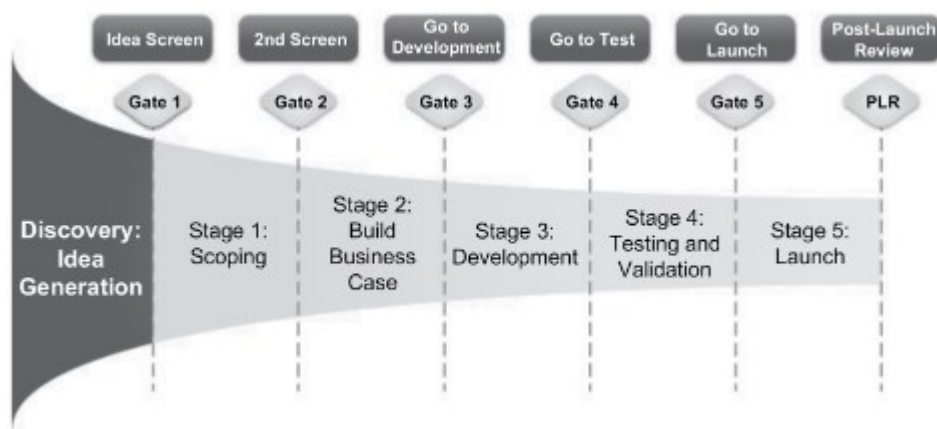 Idea Screen
2nd Screen
Go to
Development
Go to Test
Go to
Launch
Post-Launch
Review
Gate 1
Gate 2
Gate 3
Gate 4
Gate 5
PLR
Discovery:
Idea
Generation
Stage 1:
Scoping
Stage 2:
Build
Business
Case
Stage 3:
Development
Stage 4:
Testing and
Validation
Stage 5:
Launch